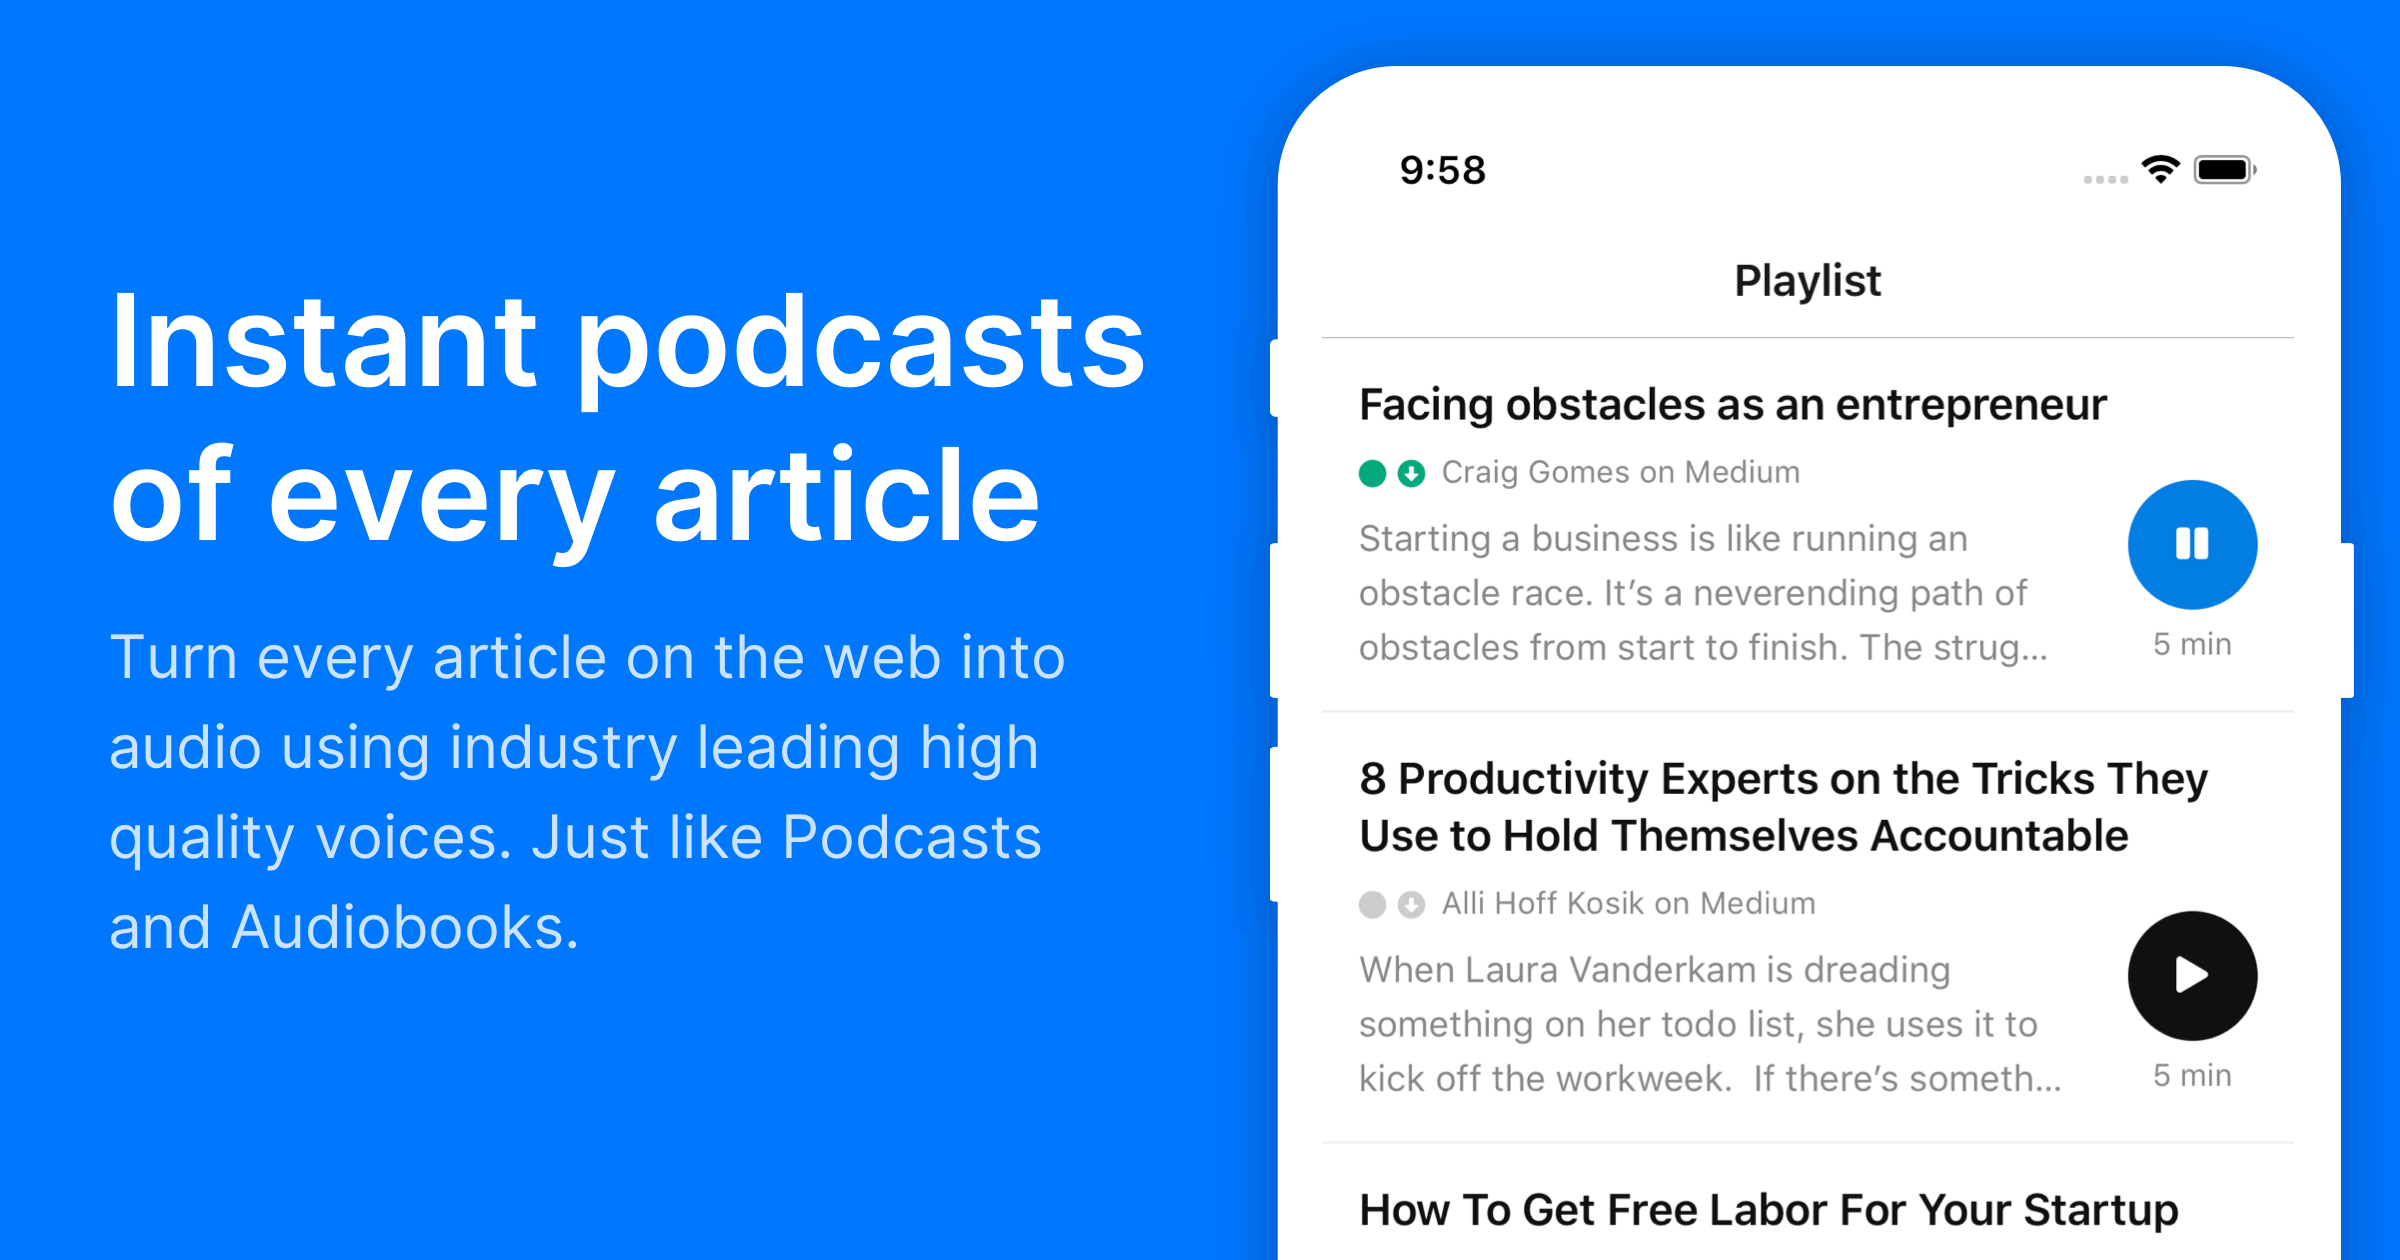 Instant podcasts
of every article
Turn every article on the web into
audio using industry leading high
quality voices. Just like Podcasts
and Audiobooks.
9:58
Playlist
Facing obstacles as an entrepreneur
Craig Gomes on Medium
Starting a business is like running an
obstacle race. It’s a neverending path of
obstacles from start to finish. The strug...
5 min
8 Productivity Experts on the Tricks They
Use to Hold Themselves Accountable
Alli Hoff Kosik on Medium
When Laura Vanderkam is dreading
something on her todo list, she uses it to
kick off the workweek.  If there’s someth...
5 min
How To Get Free Labor For Your Startup